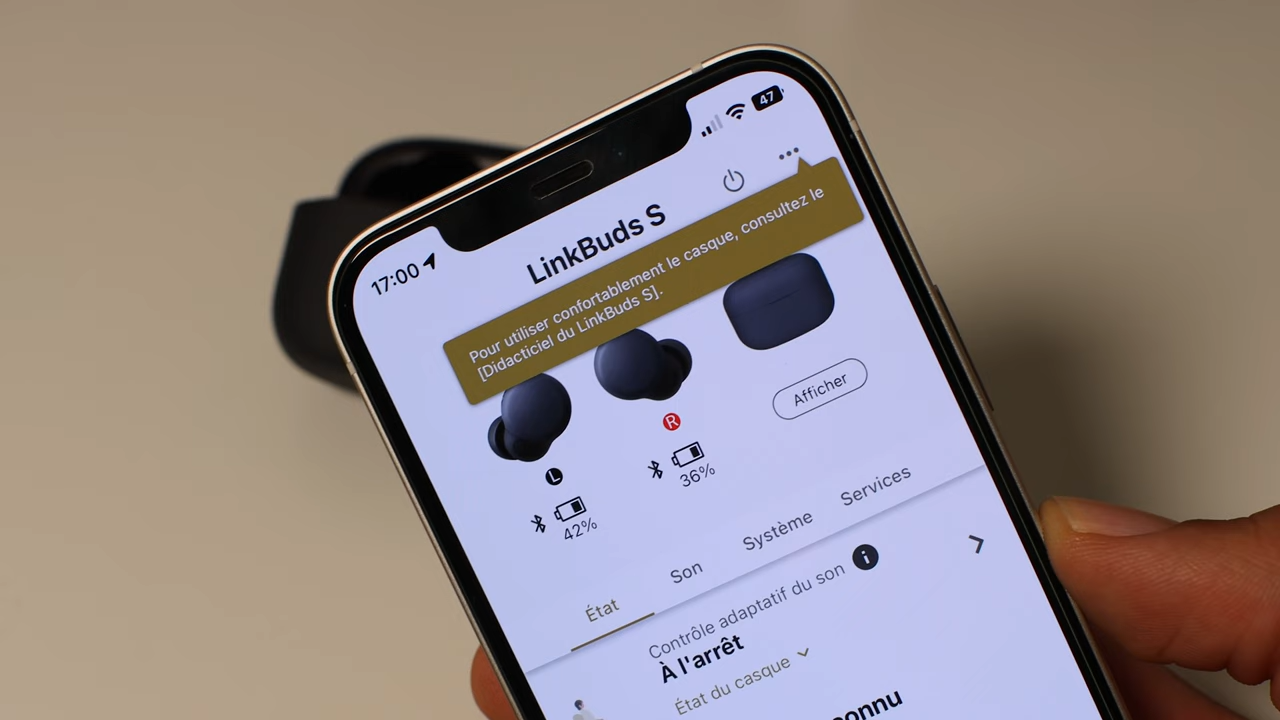 17:00
47
LinkBuds S
Pour utiliser confortablement le casque, consultez le
[Didacticiel du LinkBuds S].
L
42%
R
36%
Afficher
État
Son
Système
Services
Contrôle adaptatif du son i
À l'arrêt
État du casque